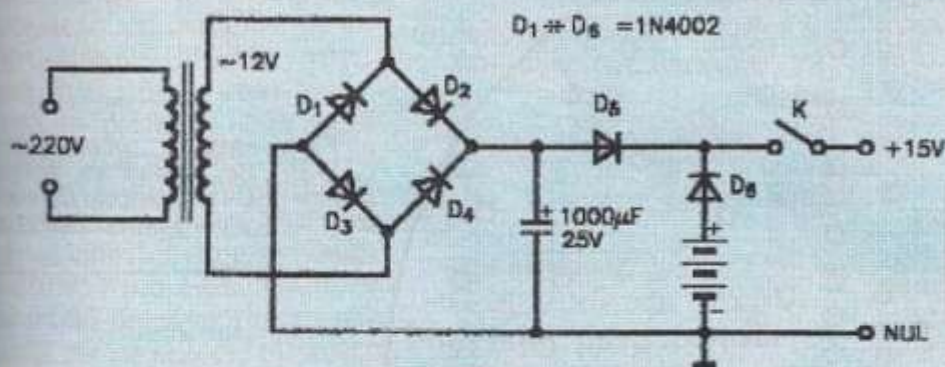 D₁ ÷ D₆ = 1N4002
~12V
D₁
D₂
D₅
K
~220V
+15V
D₆
D₃
D₄
+
1000μF
25V
+
-
NUL